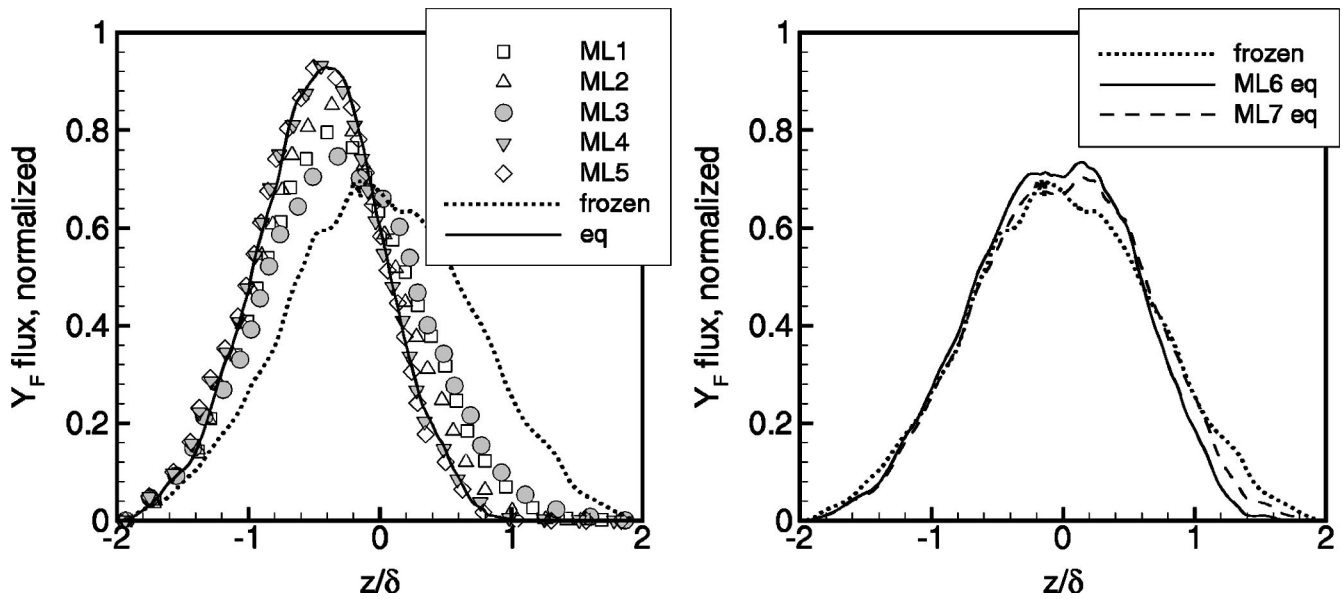 Y_F flux, normalized
1
0.8
0.6
0.4
0.2
0
-2
-1
0
1
2
z/δ
ML1
ML2
ML3
ML4
ML5
frozen
eq
Y_F flux, normalized
1
0.8
0.6
0.4
0.2
0
-2
-1
0
1
2
z/δ
frozen
ML6 eq
ML7 eq